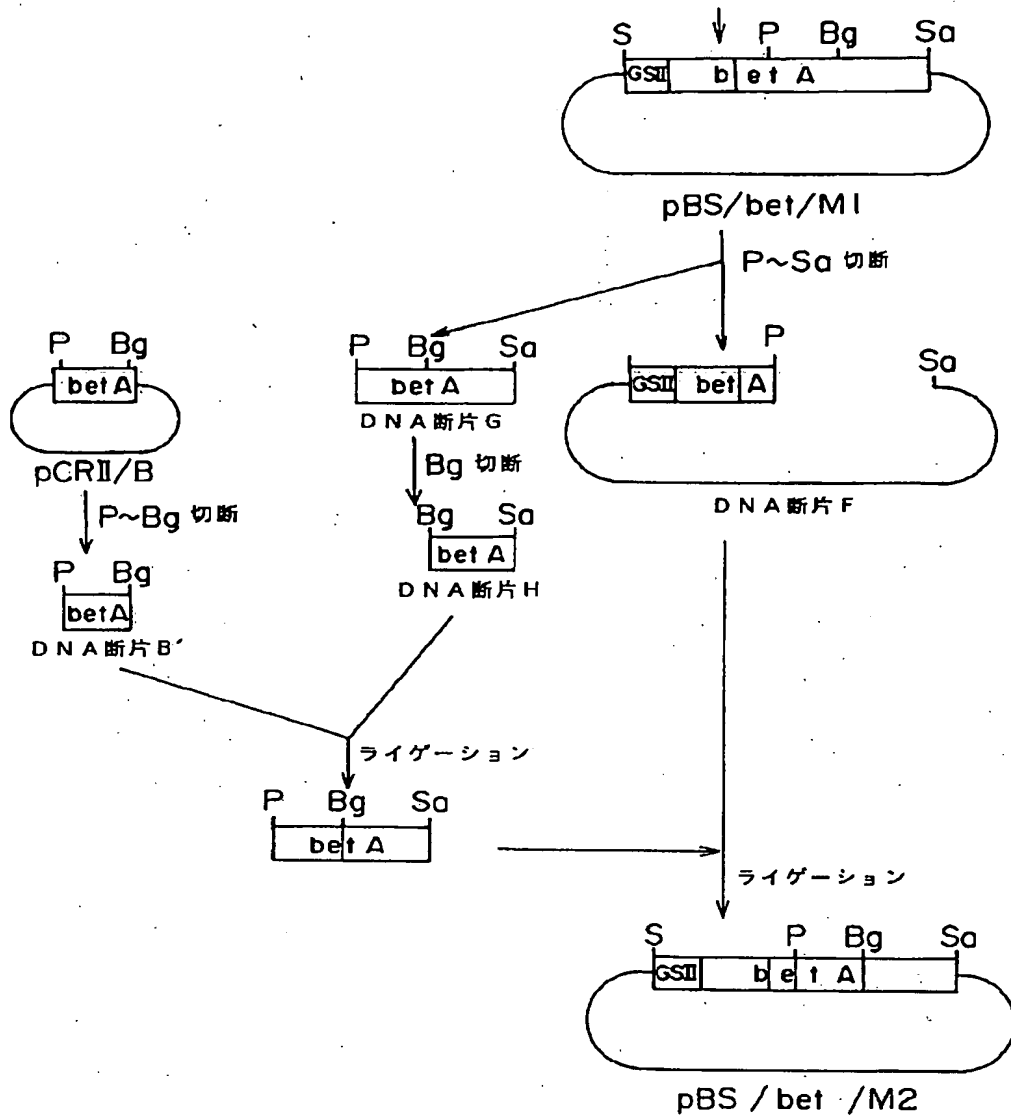 S P Bg Sa
GSII b et A
pBS/bet/M1
P~Sa 切断
P Bg
bet A
pCRII/B
P~Bg 切断
P Bg
betA
DNA断片B´
P Bg Sa
bet A
DNA断片G
Bg 切断
Bg Sa
bet A
DNA断片H
P
Sa
GSII bet A
DNA断片F
ライゲーション
P Bg Sa
bet A
ライゲーション
S P Bg Sa
GSII b e t A
pBS/bet/M2